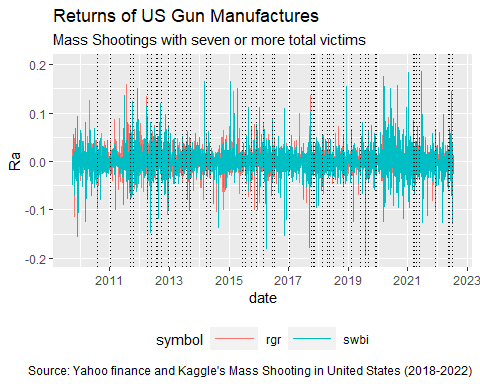 Returns of US Gun Manufactures
Mass Shootings with seven or more total victims
0.2
0.1
0.0
-0.1
-0.2
Ra
2011 2013 2015 2017 2019 2021 2023
date
symbol rgr swbi
Source: Yahoo finance and Kaggle's Mass Shooting in United States (2018-2022)